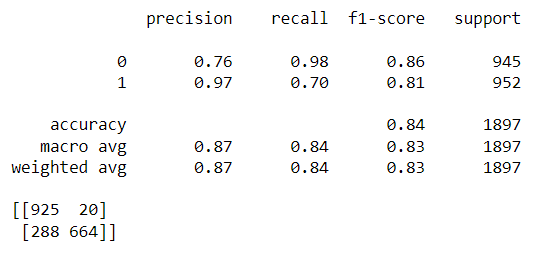 precision recall f1-score support
0 0.76 0.98 0.86 945
1 0.97 0.70 0.81 952
accuracy 0.84 1897
macro avg 0.87 0.84 0.83 1897
weighted avg 0.87 0.84 0.83 1897
[[925 20]
[288 664]]